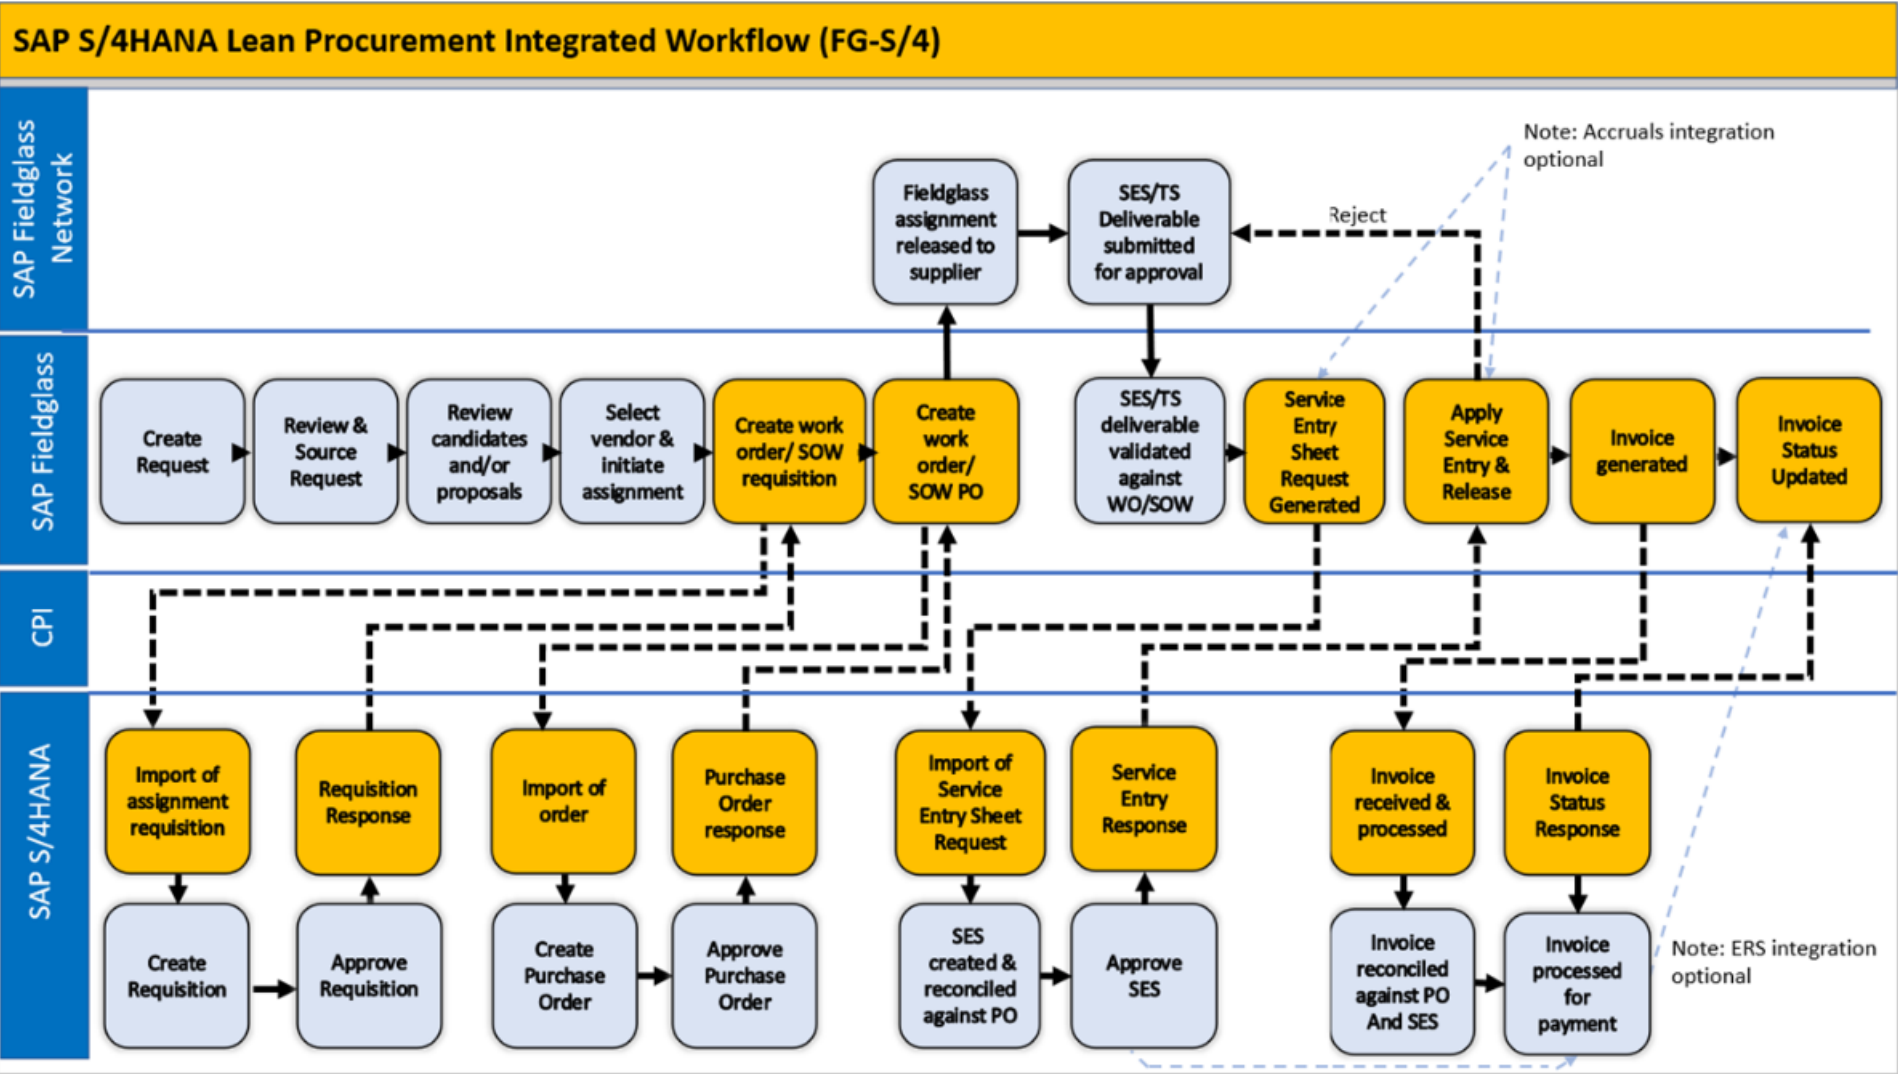 SAP S/4HANA Lean Procurement Integrated Workflow (FG-S/4)
SAP Fieldglass
Network
Note: Accruals integration
optional
Fieldglass
assignment
released to
supplier
SES/TS
Deliverable
submitted
for approval
Reject
SAP Fieldglass
Create
Request
Review &
Source
Request
Review
candidates
and/or
proposals
Select
vendor &
initiate
assignment
Create work
order/ SOW
requisition
Create
work
order/
SOW PO
SES/TS
deliverable
validated
against
WO/SOW
Service
Entry
Sheet
Request
Generated
Apply
Service
Entry &
Release
Invoice
generated
Invoice
Status
Updated
CPI
SAP S/4HANA
Import of
assignment
requisition
Requisition
Response
Import of
order
Purchase
Order
response
Import of
Service
Entry Sheet
Request
Service
Entry
Response
Invoice
received &
processed
Invoice
Status
Response
Create
Requisition
Approve
Requisition
Create
Purchase
Order
Approve
Purchase
Order
SES
created &
reconciled
against PO
Approve
SES
Invoice
reconciled
against PO
And SES
Invoice
processed
for
payment
Note: ERS integration
optional